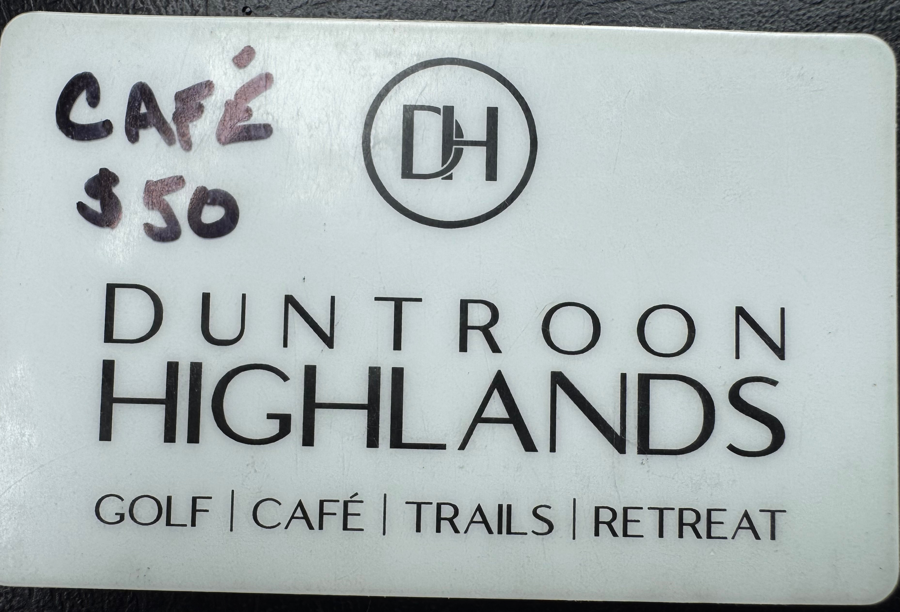 CAFÉ
$50
DH
DUNTROON
HIGHLANDS
GOLF | CAFÉ | TRAILS | RETREAT